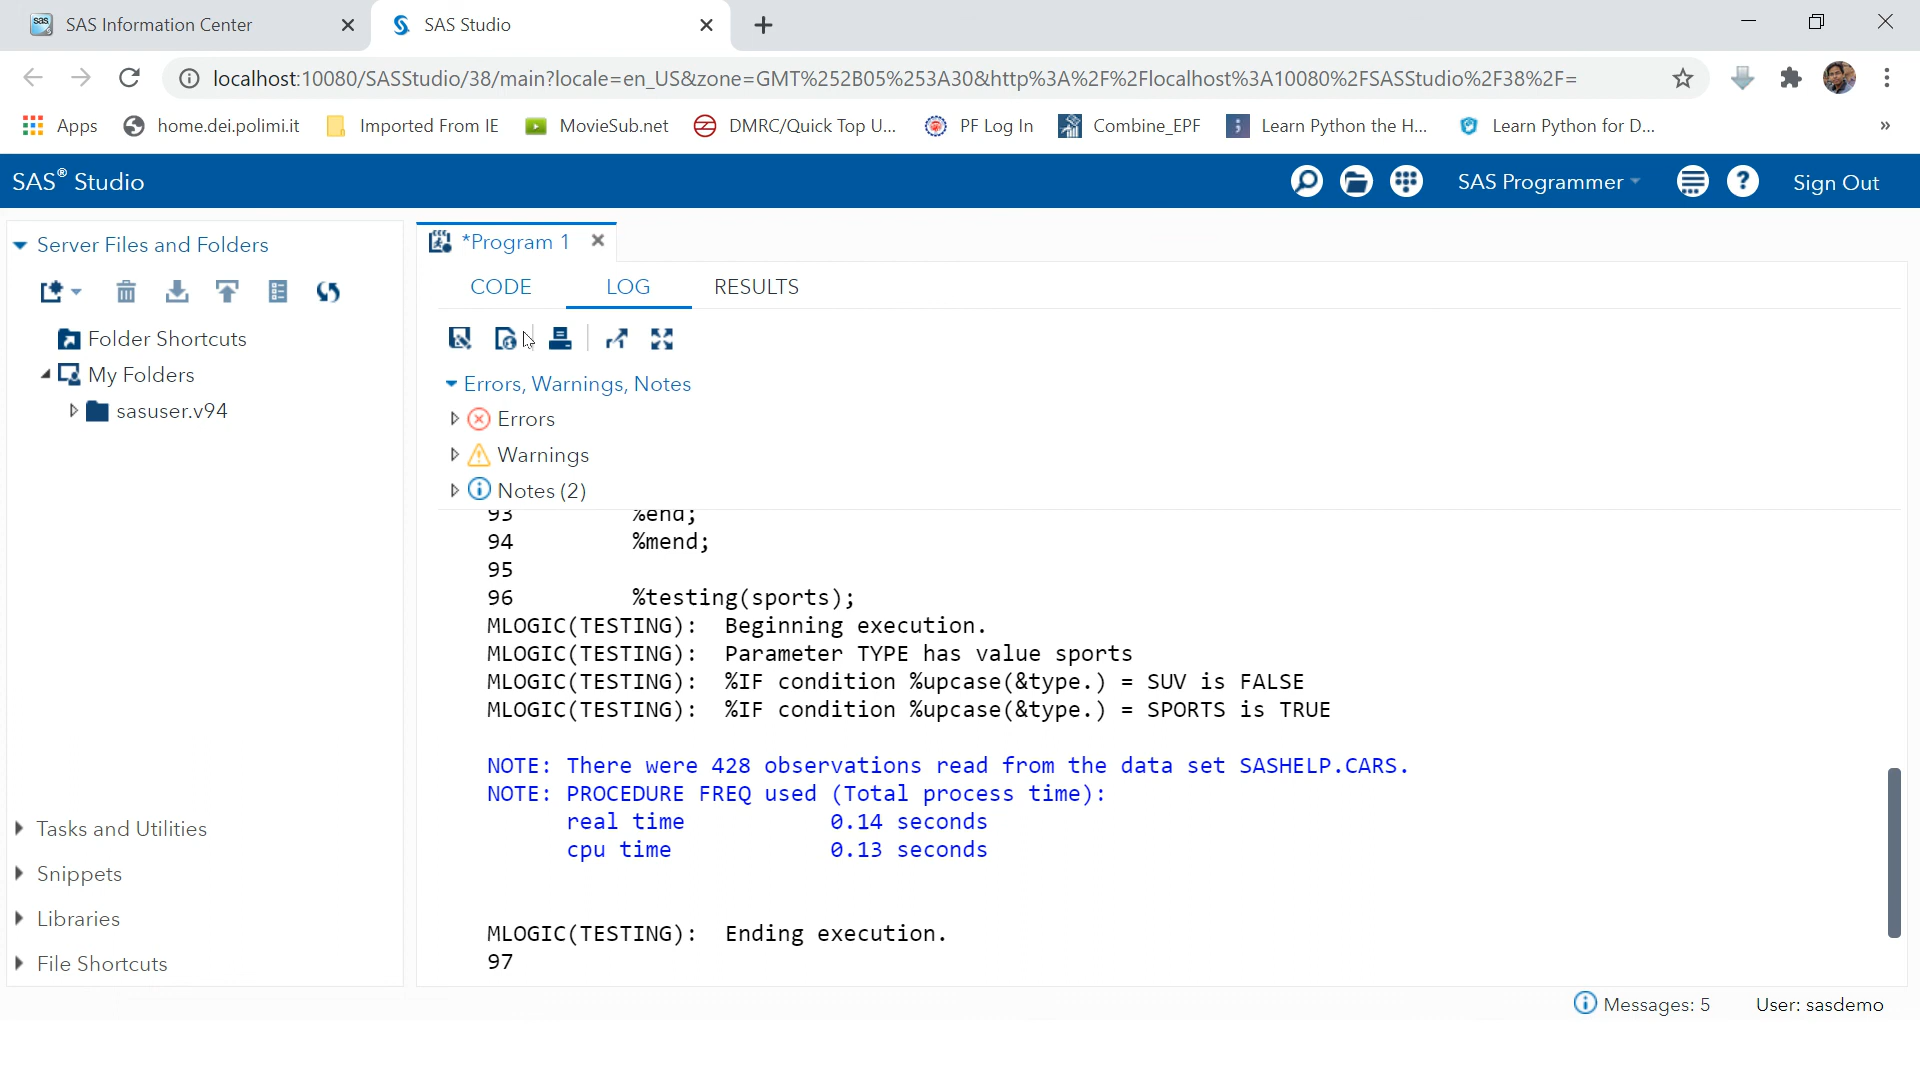 SAS Information Center
SAS Studio
localhost:10080/SASStudio/38/main?locale=en_US&zone=GMT%252B05%253A30&http%3A%2F%2Flocalhost%3A10080%2FSASStudio%2F38%2F=
Apps
home.dei.polimi.it
Imported From IE
MovieSub.net
DMRC/Quick Top U...
PF Log In
Combine_EPF
Learn Python the H...
Learn Python for D...
»
SAS® Studio
SAS Programmer
Sign Out
Server Files and Folders
Folder Shortcuts
My Folders
sasuser.v94
Tasks and Utilities
Snippets
Libraries
File Shortcuts
*Program 1
CODE
LOG
RESULTS
Errors, Warnings, Notes
Errors
Warnings
Notes (2)
93 %end;
94 %mend;
95
96 %testing(sports);
MLOGIC(TESTING): Beginning execution.
MLOGIC(TESTING): Parameter TYPE has value sports
MLOGIC(TESTING): %IF condition %upcase(&type.) = SUV is FALSE
MLOGIC(TESTING): %IF condition %upcase(&type.) = SPORTS is TRUE
NOTE: There were 428 observations read from the data set SASHELP.CARS.
NOTE: PROCEDURE FREQ used (Total process time):
real time 0.14 seconds
cpu time 0.13 seconds
MLOGIC(TESTING): Ending execution.
97
Messages: 5
User: sasdemo